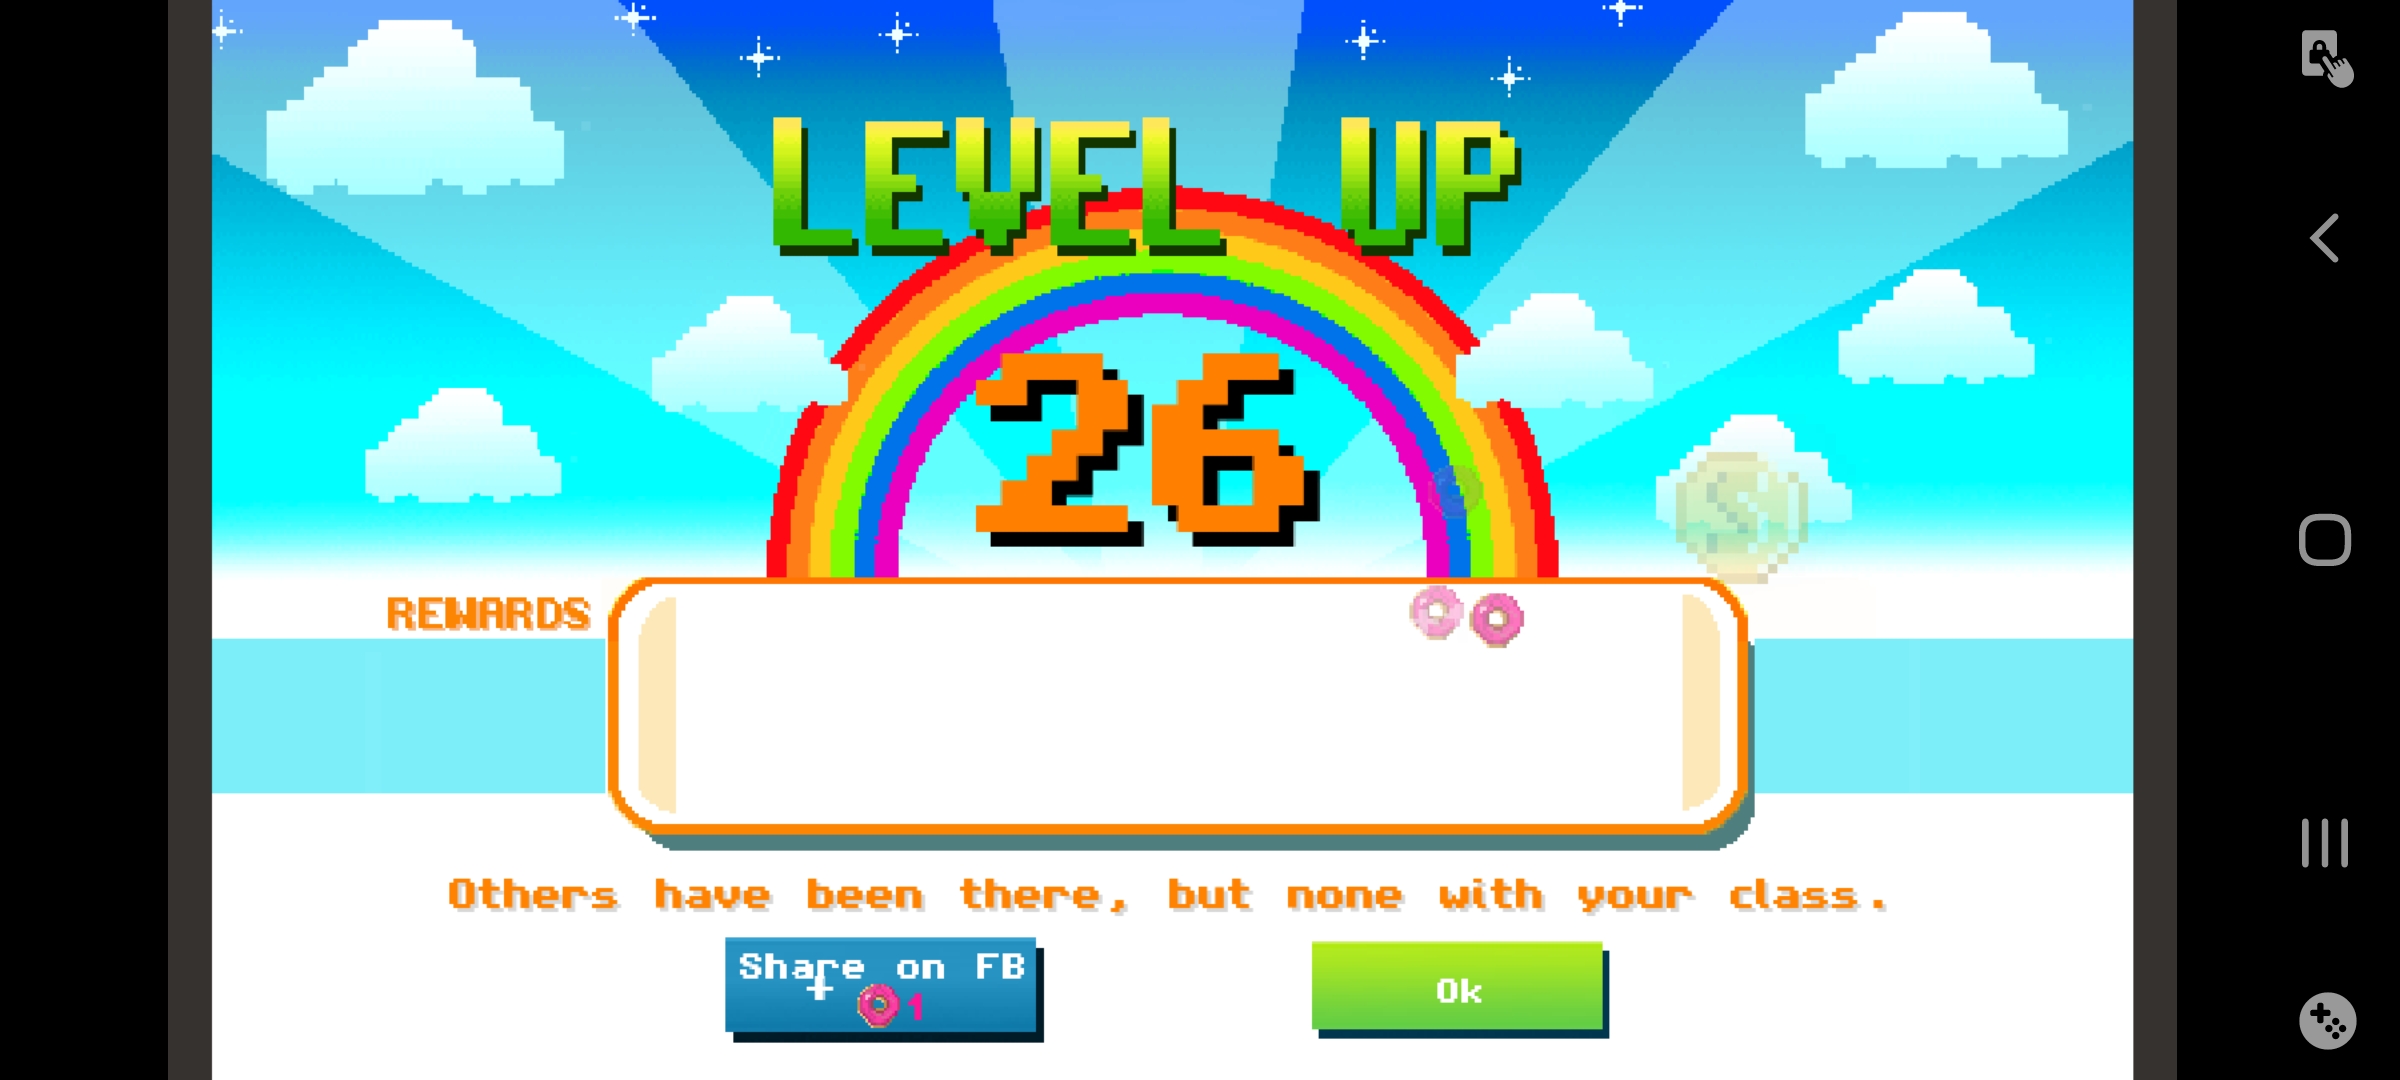 LEVEL UP
26
REWARDS
Others have been there, but none with your class.
Share on FB
+ 1
Ok